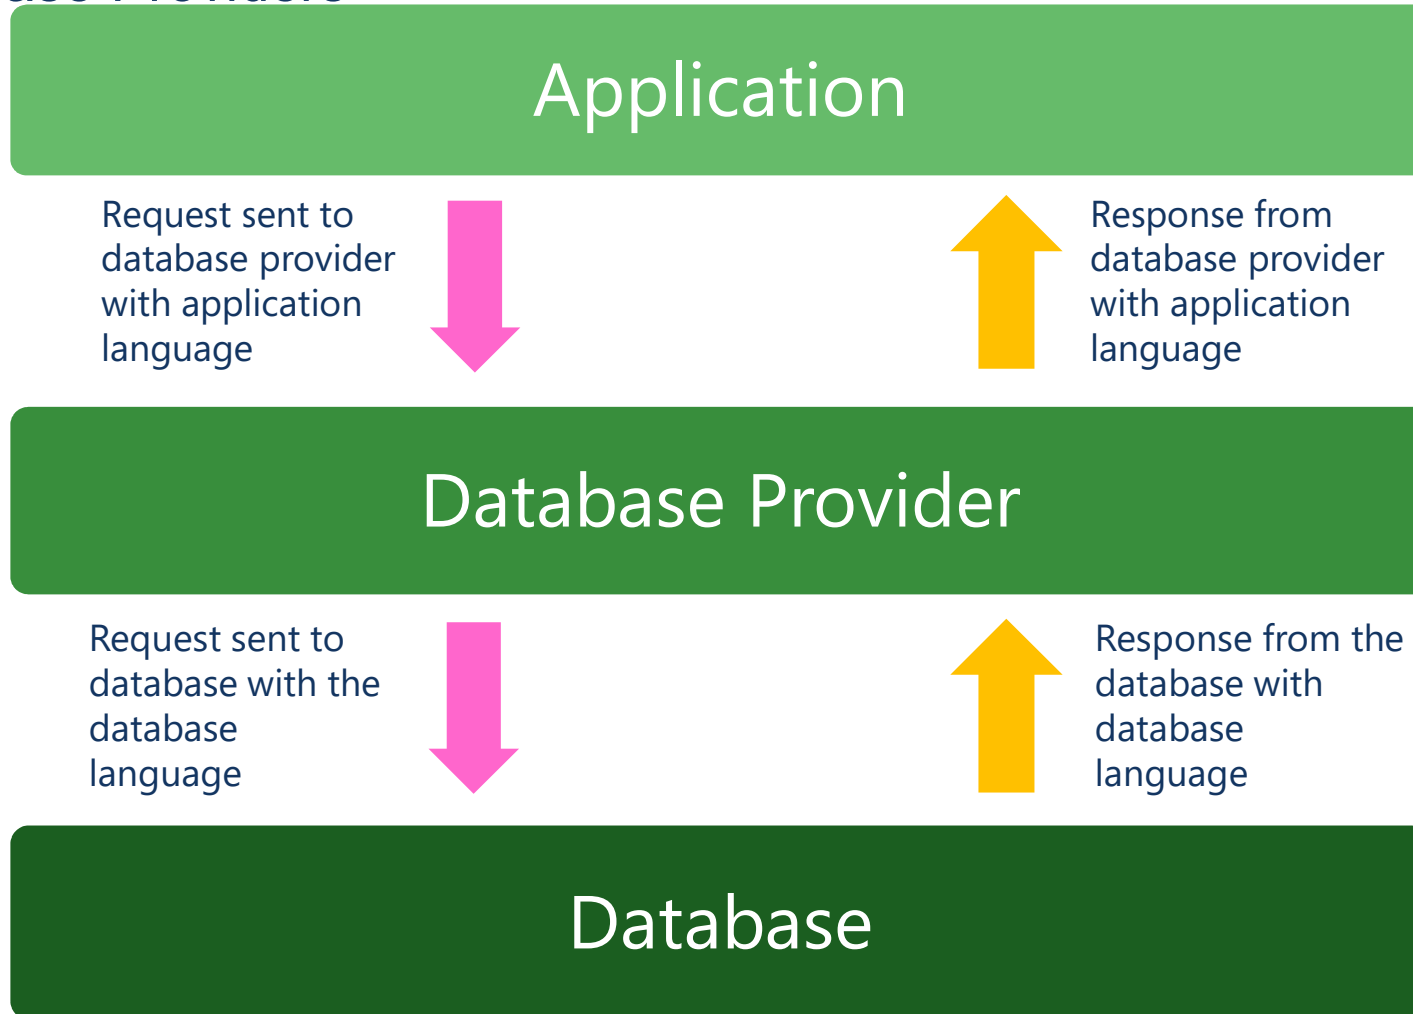 Application
Request sent to
database provider
with application
language
Response from
database provider
with application
language
Database Provider
Request sent to
database with the
database
language
Response from the
database with
database
language
Database